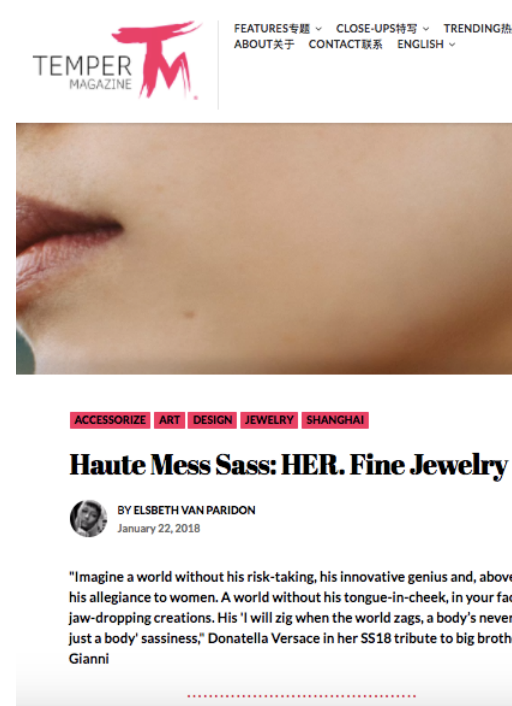 TEMPER
MAGAZINE
TM.
FEATURES专题 CLOSE-UPS特写 TRENDING热
ABOUT关于 CONTACT联系 ENGLISH
ACCESSORIZE ART DESIGN JEWELRY SHANGHAI
Haute Mess Sass: HER. Fine Jewelry
BY ELSBETH VAN PARIDON
January 22, 2018
"Imagine a world without his risk-taking, his innovative genius and, above
his allegiance to women. A world without his tongue-in-cheek, in your fac
jaw-dropping creations. His 'I will zig when the world zags, a body's never
just a body' sassiness," Donatella Versace in her SS18 tribute to big broth
Gianni